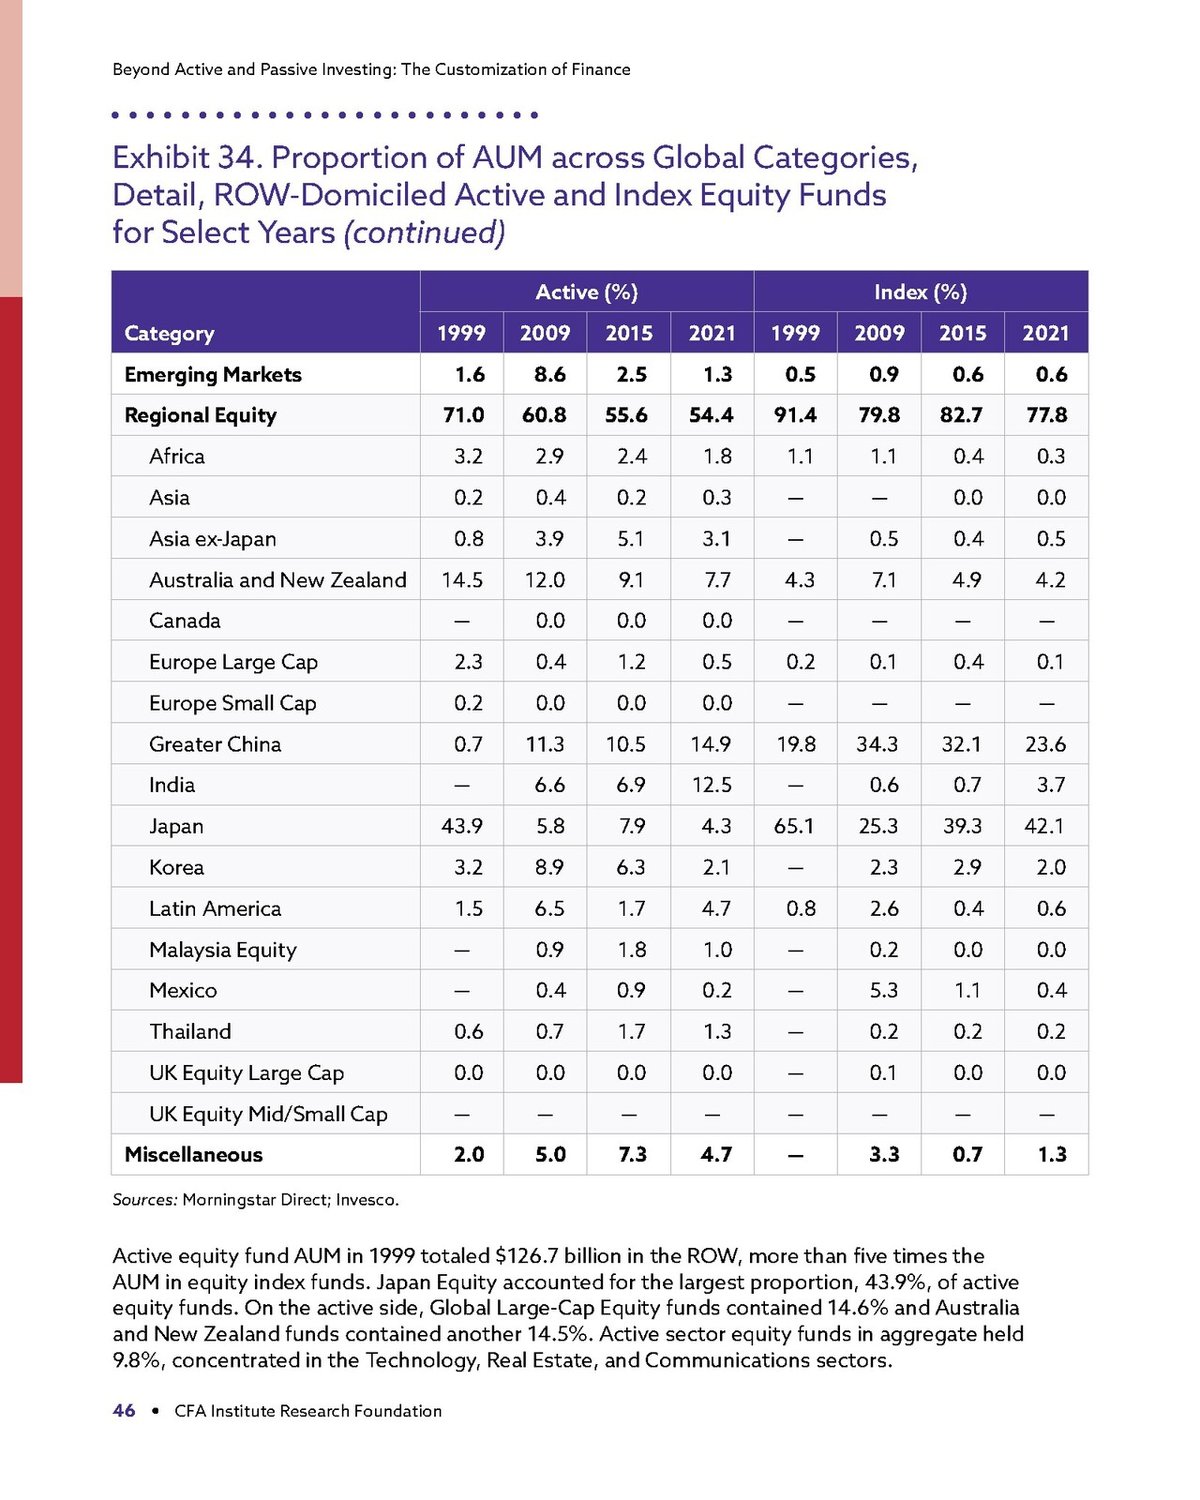 Beyond Active and Passive Investing: The Customization of Finance
Exhibit 34. Proportion of AUM across Global Categories,
Detail, ROW-Domiciled Active and Index Equity Funds
for Select Years (continued)
Active (%) Index (%)
Category 1999 2009 2015 2021 1999 2009 2015 2021
Emerging Markets 1.6 8.6 2.5 1.3 0.5 0.9 0.6 0.6
Regional Equity 71.0 60.8 55.6 54.4 91.4 79.8 82.7 77.8
Africa 3.2 2.9 2.4 1.8 1.1 1.1 0.4 0.3
Asia 0.2 0.4 0.2 0.3 — — 0.0 0.0
Asia ex-Japan 0.8 3.9 5.1 3.1 — 0.5 0.4 0.5
Australia and New Zealand 14.5 12.0 9.1 7.7 4.3 7.1 4.9 4.2
Canada — 0.0 0.0 0.0 — — — —
Europe Large Cap 2.3 0.4 1.2 0.5 0.2 0.1 0.4 0.1
Europe Small Cap 0.2 0.0 0.0 0.0 — — — —
Greater China 0.7 11.3 10.5 14.9 19.8 34.3 32.1 23.6
India — 6.6 6.9 12.5 — 0.6 0.7 3.7
Japan 43.9 5.8 7.9 4.3 65.1 25.3 39.3 42.1
Korea 3.2 8.9 6.3 2.1 — 2.3 2.9 2.0
Latin America 1.5 6.5 1.7 4.7 0.8 2.6 0.4 0.6
Malaysia Equity — 0.9 1.8 1.0 — 0.2 0.0 0.0
Mexico — 0.4 0.9 0.2 — 5.3 1.1 0.4
Thailand 0.6 0.7 1.7 1.3 — 0.2 0.2 0.2
UK Equity Large Cap 0.0 0.0 0.0 0.0 — 0.1 0.0 0.0
UK Equity Mid/Small Cap — — — — — — — —
Miscellaneous 2.0 5.0 7.3 4.7 — 3.3 0.7 1.3
Sources: Morningstar Direct; Invesco.
Active equity fund AUM in 1999 totaled $126.7 billion in the ROW, more than five times the
AUM in equity index funds. Japan Equity accounted for the largest proportion, 43.9%, of active
equity funds. On the active side, Global Large-Cap Equity funds contained 14.6% and Australia
and New Zealand funds contained another 14.5%. Active sector equity funds in aggregate held
9.8%, concentrated in the Technology, Real Estate, and Communications sectors.
46 • CFA Institute Research Foundation